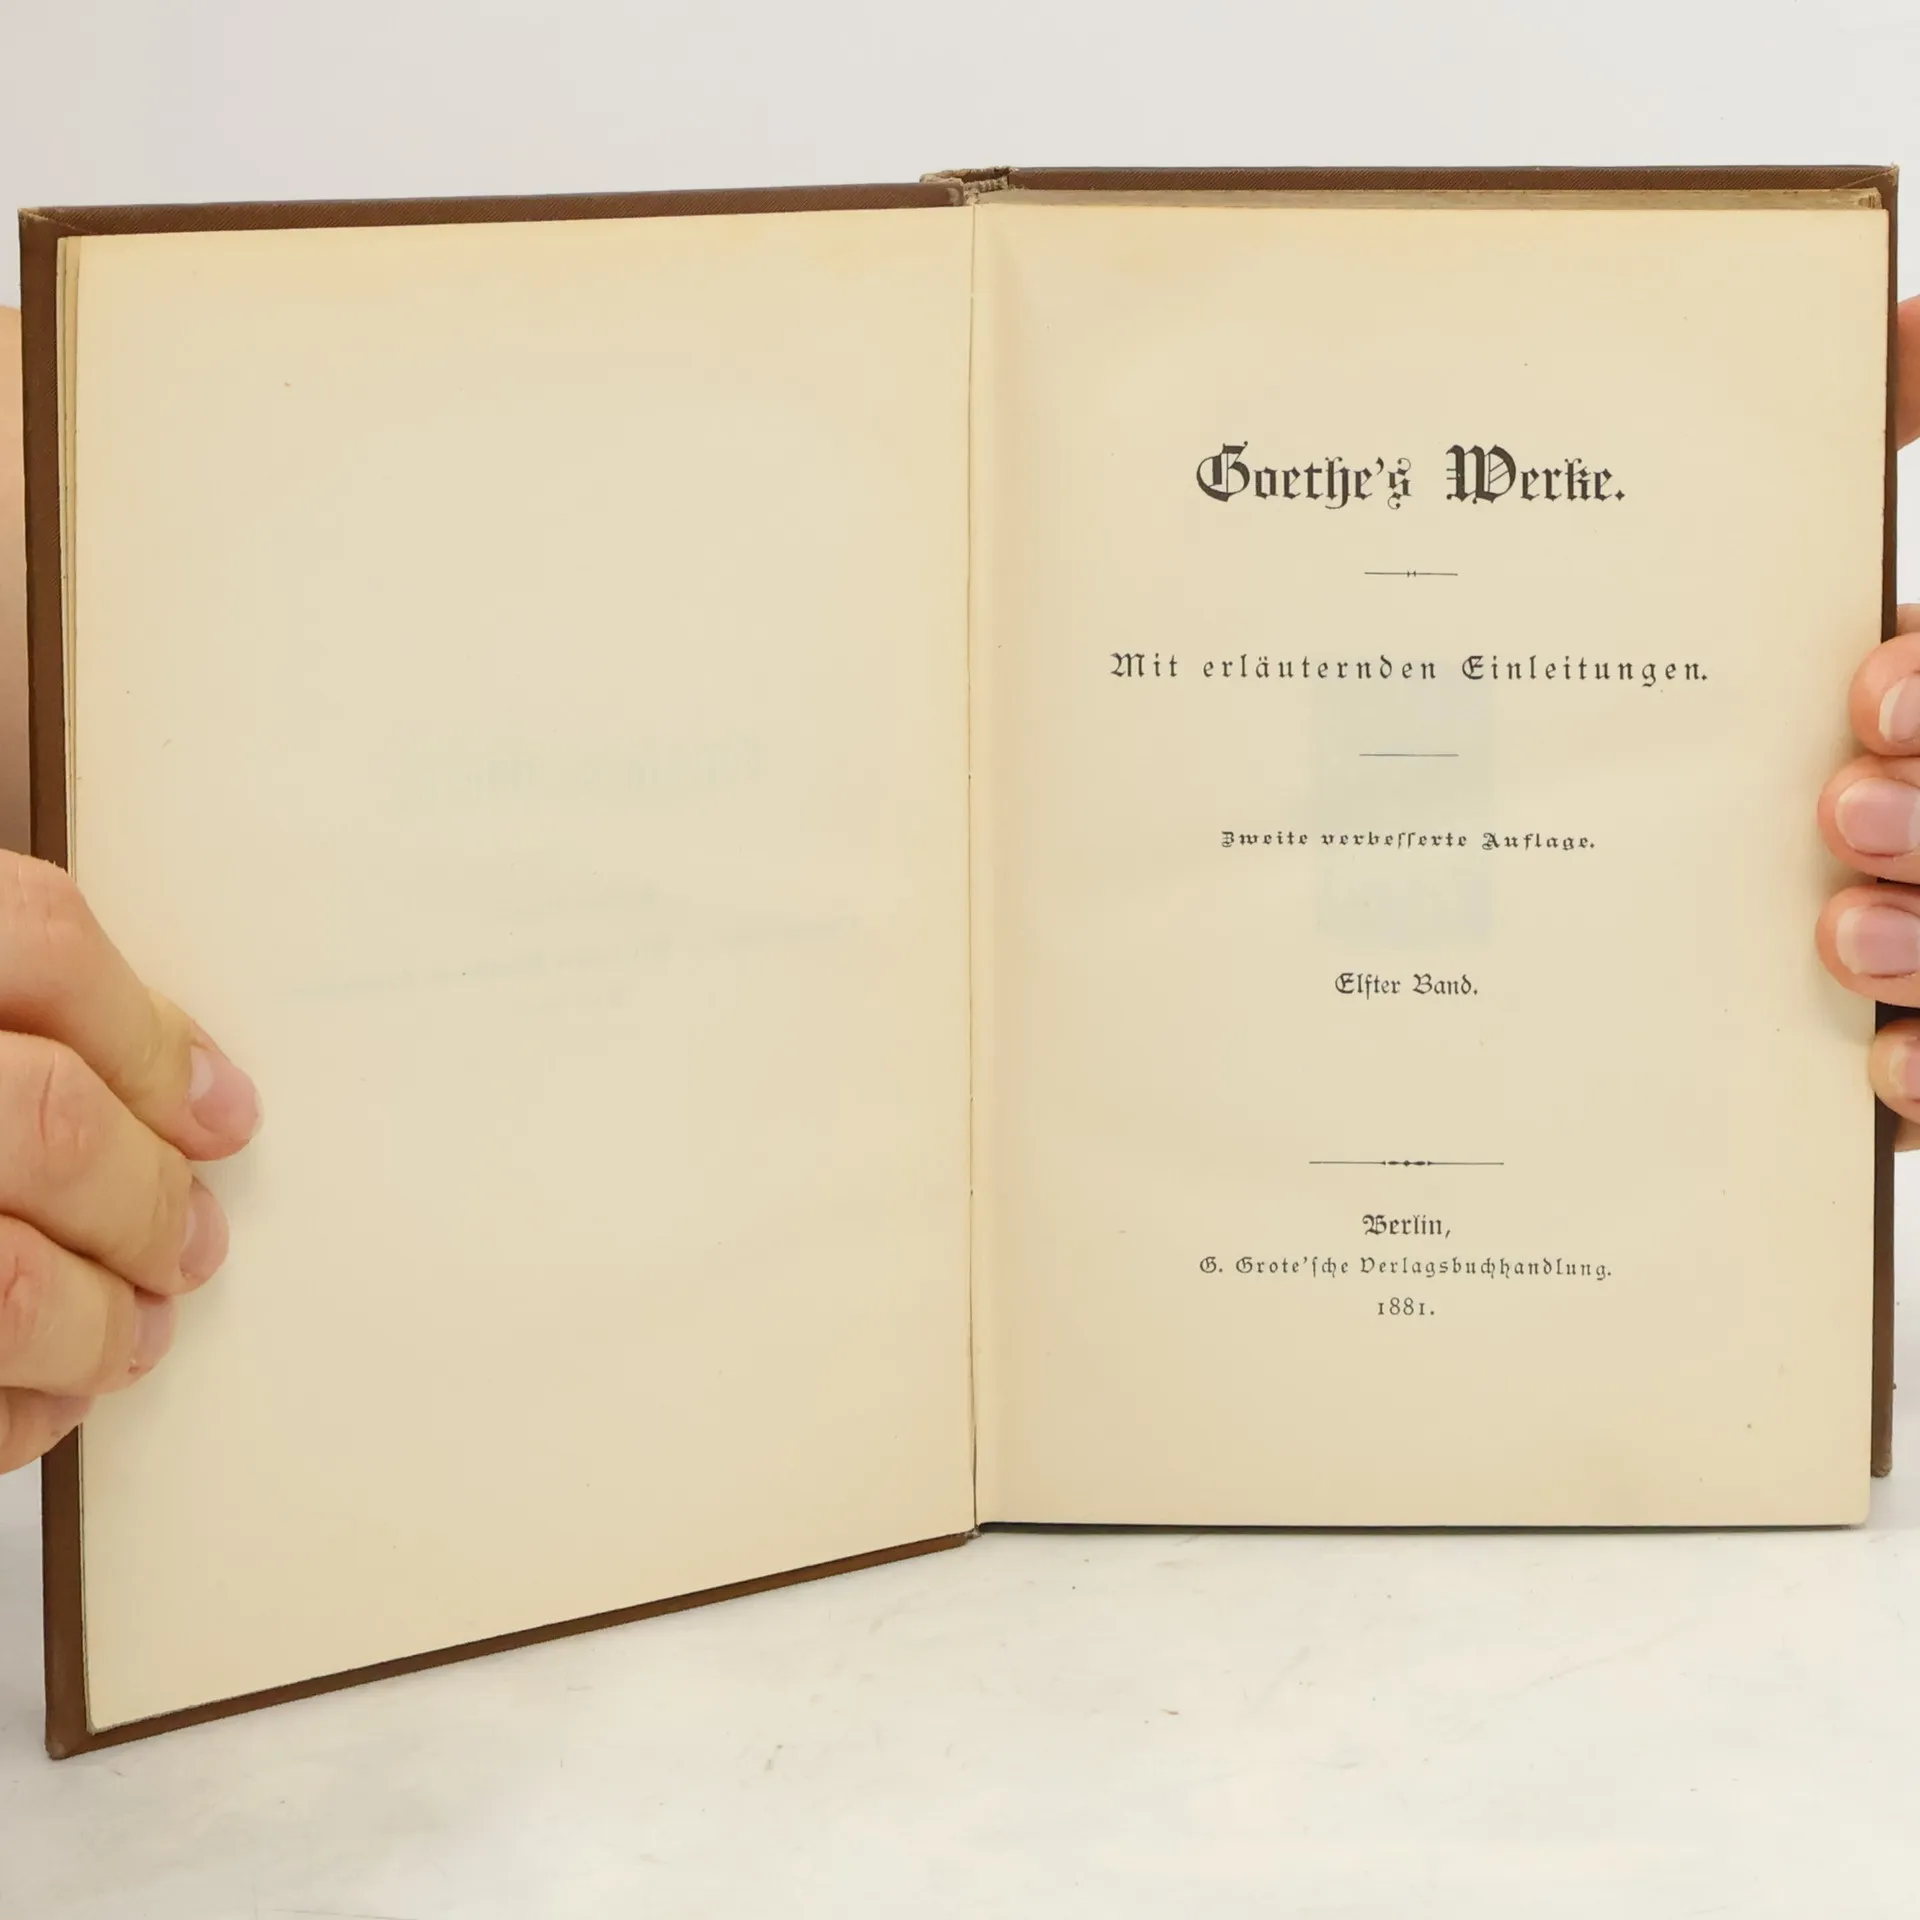 Goethe's Werke.
Mit erläuternden Einleitungen.
Zweite verbeſſerte Auflage.
Elfter Band.
Berlin,
G. Grote'ſche Verlagsbuchhandlung.
1881.